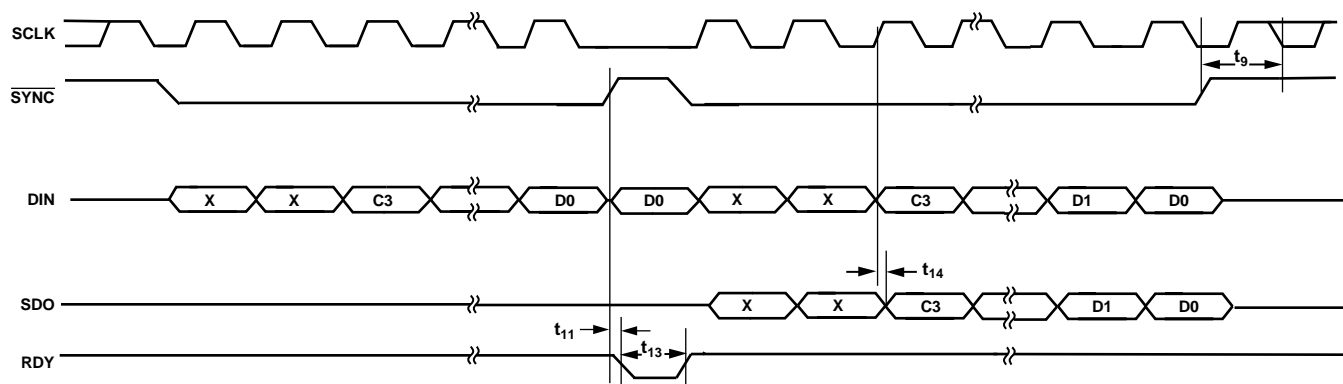 SCLK
t9
SYNC
DIN X X C3 D0 D0 X X C3 D1 D0
t14
SDO X X C3 D1 D0
t11
t13
RDY